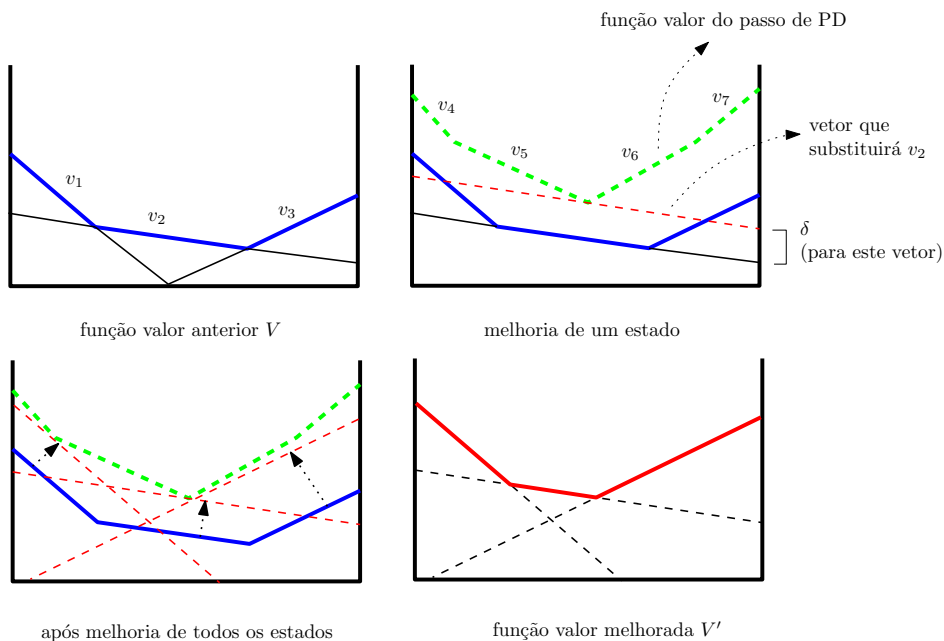 função valor do passo de PD
v1
v2
v3
v4
v5
v6
v7
vetor que
substituirá v2
δ
(para este vetor)
função valor anterior V
melhoria de um estado
após melhoria de todos os estados
função valor melhorada V′